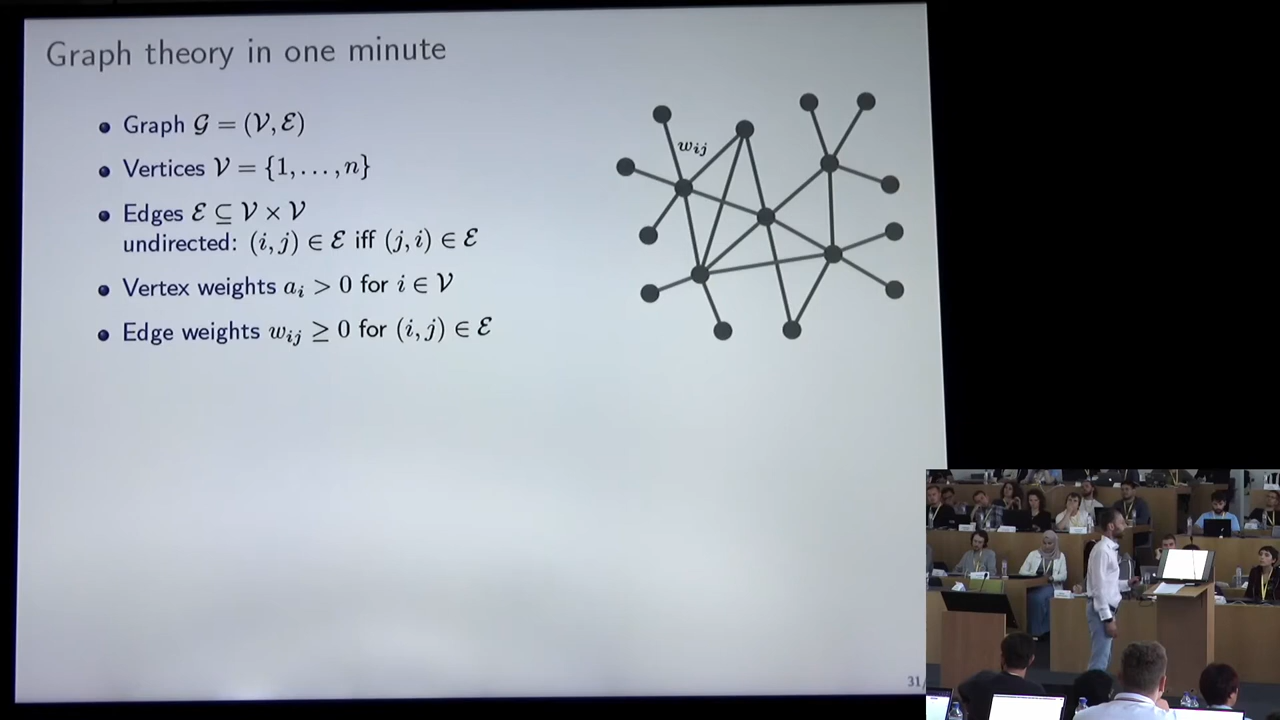 Graph theory in one minute
Graph 𝒢 = (𝒱, ℰ)
Vertices 𝒱 = {1, . . . , n}
Edges ℰ ⊆ 𝒱 × 𝒱
undirected: (i, j) ∈ ℰ iff (j, i) ∈ ℰ
Vertex weights aᵢ > 0 for i ∈ 𝒱
Edge weights wᵢⱼ ≥ 0 for (i, j) ∈ ℰ
wᵢⱼ
31/